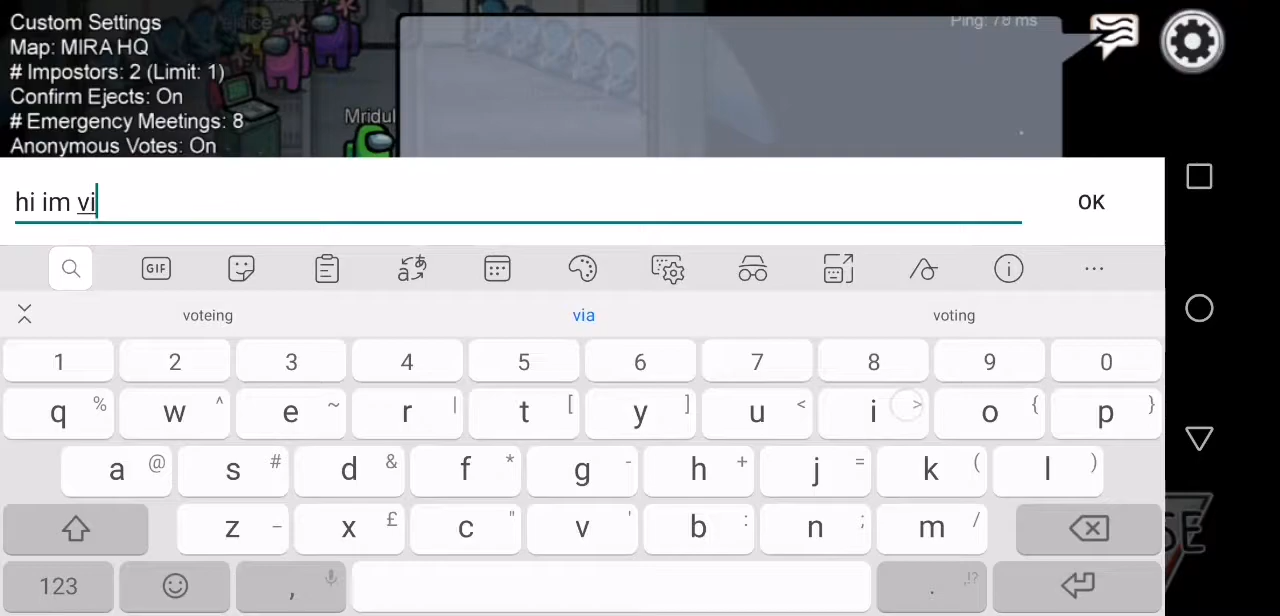 Custom Settings
Ping: 78 ms
Map: MIRA HQ
# Impostors: 2 (Limit: 1)
Confirm Ejects: On
# Emergency Meetings: 8
Mridul
Anonymous Votes: On
hi im vi
OK
GIF
voteing via voting
1 2 3 4 5 6 7 8 9 0
q % w ^ e ~ r | t [ y ] u < i > o { p }
a @ s # d & f * g - h + j = k ( l )
z _ x £ c " v ' b : n ; m /
123 , . ,!?